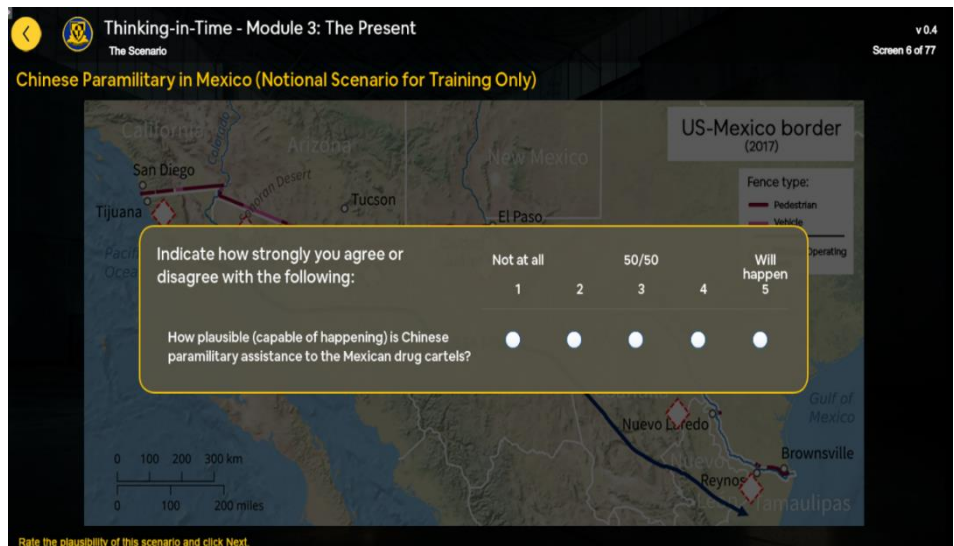 Thinking-in-Time - Module 3: The Present
The Scenario
v 0.4
Screen 6 of 77
Chinese Paramilitary in Mexico (Notional Scenario for Training Only)
California
Arizona
New Mexico
Colorado
US-Mexico border
(2017)
San Diego
Sonoran Desert
Tucson
Tijuana
El Paso
Fence type:
Pedestrian
Vehicle
Operating
Indicate how strongly you agree or
disagree with the following:
Not at all
50/50
Will
happen
1
2
3
4
5
How plausible (capable of happening) is Chinese
paramilitary assistance to the Mexican drug cartels?
Gulf of
Mexico
Nuevo Laredo
Brownsville
Reynos
Tamaulipas
0 100 200 300 km
0 100 200 miles
Rate the plausibility of this scenario and click Next.